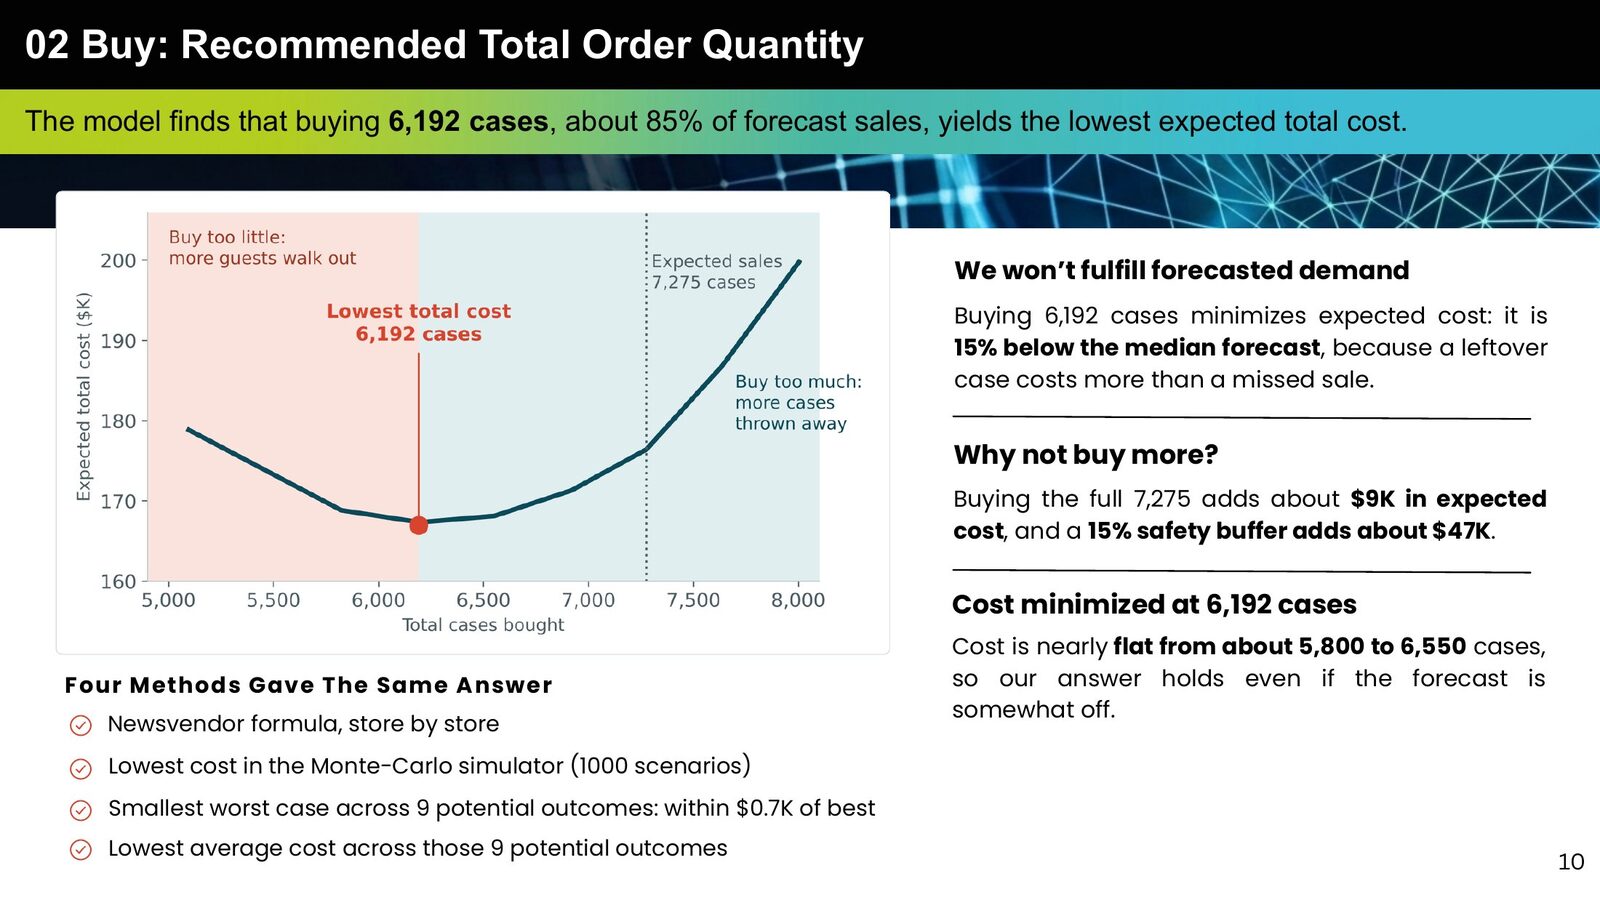 02 Buy: Recommended Total Order Quantity
The model finds that buying 6,192 cases, about 85% of forecast sales, yields the lowest expected total cost.
Buy too little:
more guests walk out
Lowest total cost
6,192 cases
Expected sales
7,275 cases
Buy too much:
more cases
thrown away
Expected total cost ($K)
200
190
180
170
160
5,000 5,500 6,000 6,500 7,000 7,500 8,000
Total cases bought
Four Methods Gave The Same Answer
Newsvendor formula, store by store
Lowest cost in the Monte-Carlo simulator (1000 scenarios)
Smallest worst case across 9 potential outcomes: within $0.7K of best
Lowest average cost across those 9 potential outcomes
We won’t fulfill forecasted demand
Buying 6,192 cases minimizes expected cost: it is
15% below the median forecast, because a leftover
case costs more than a missed sale.
Why not buy more?
Buying the full 7,275 adds about $9K in expected
cost, and a 15% safety buffer adds about $47K.
Cost minimized at 6,192 cases
Cost is nearly flat from about 5,800 to 6,550 cases,
so our answer holds even if the forecast is
somewhat off.
10